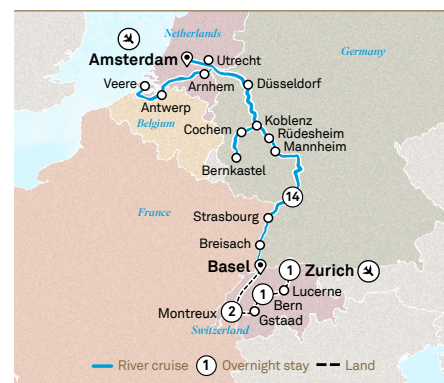 Netherlands
Amsterdam
Utrecht
Germany
Veere
Arnhem
Düsseldorf
Antwerp
Belgium
Koblenz
Cochem
Rüdesheim
Mannheim
Bernkastel
14
France
Strasbourg
Breisach
Basel
1
Zurich
Lucerne
1
Bern
Montreux
2
Gstaad
Switzerland
River cruise
1
Overnight stay
Land